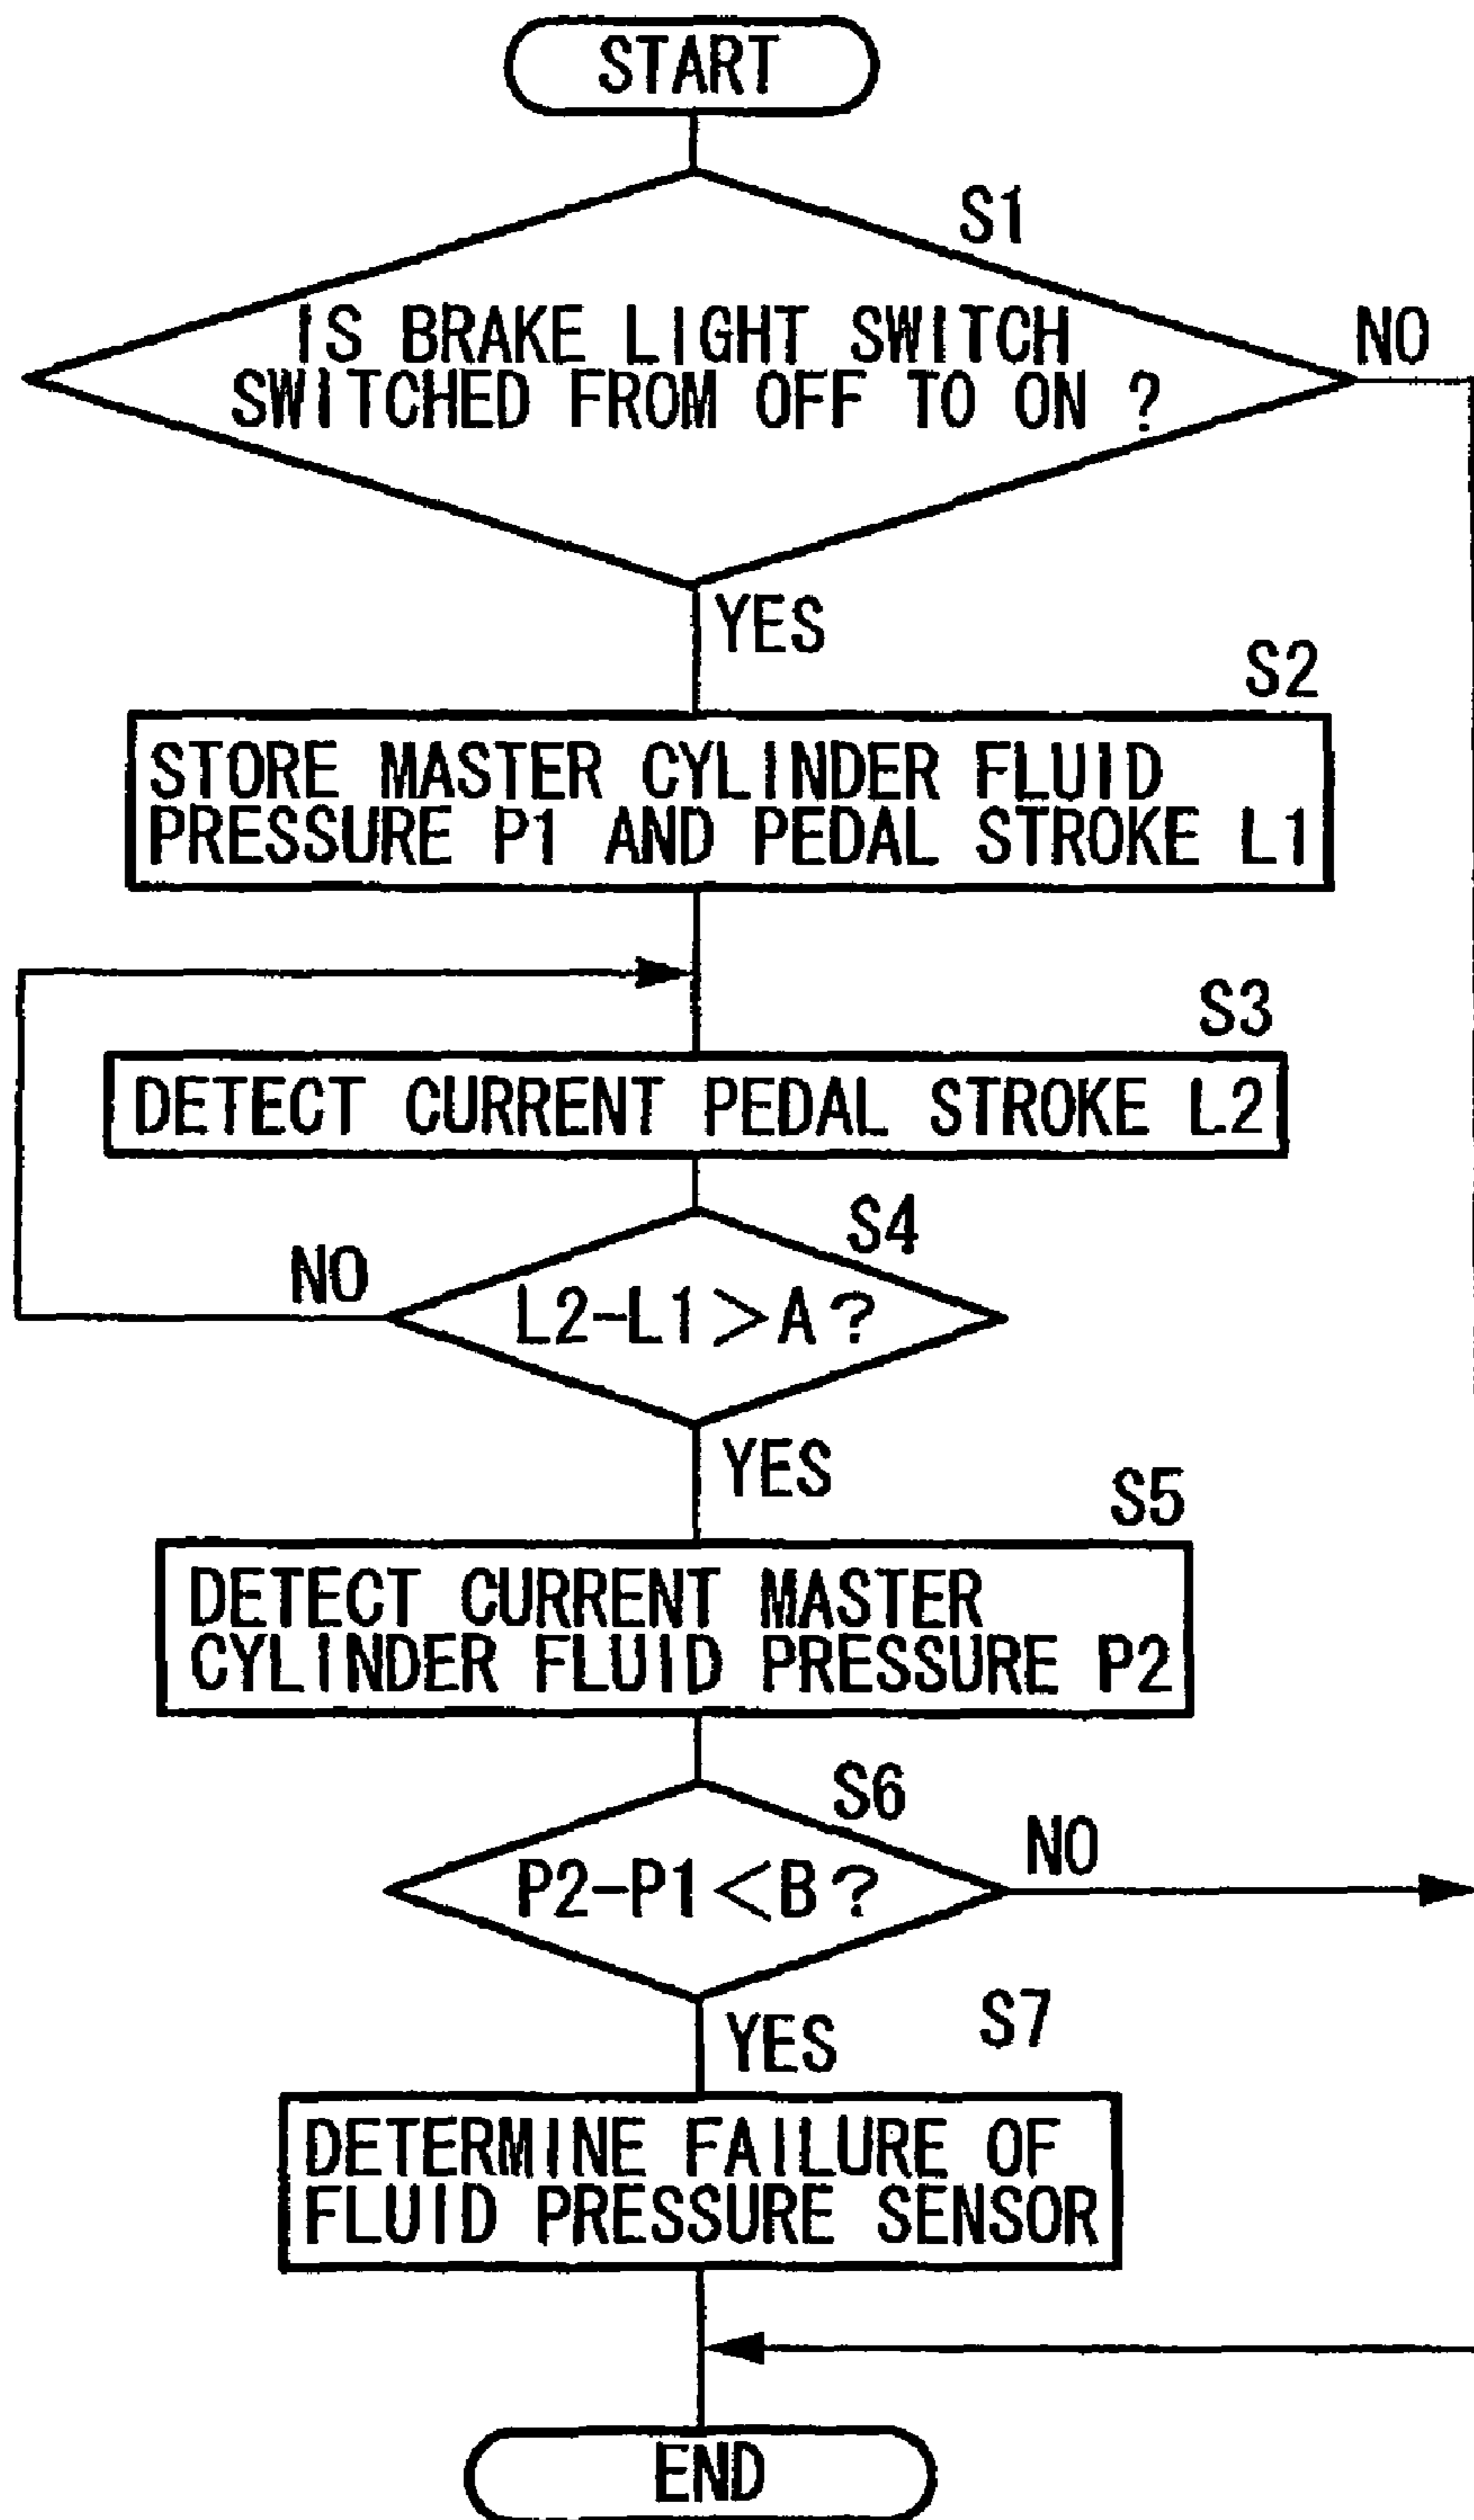 START
S1
IS BRAKE LIGHT SWITCH
SWITCHED FROM OFF TO ON ?
NO
YES
S2
STORE MASTER CYLINDER FLUID
PRESSURE P1 AND PEDAL STROKE L1
S3
DETECT CURRENT PEDAL STROKE L2
S4
NO
L2-L1>A?
YES
S5
DETECT CURRENT MASTER
CYLINDER FLUID PRESSURE P2
S6
NO
P2-P1<B?
YES
S7
DETERMINE FAILURE OF
FLUID PRESSURE SENSOR
END